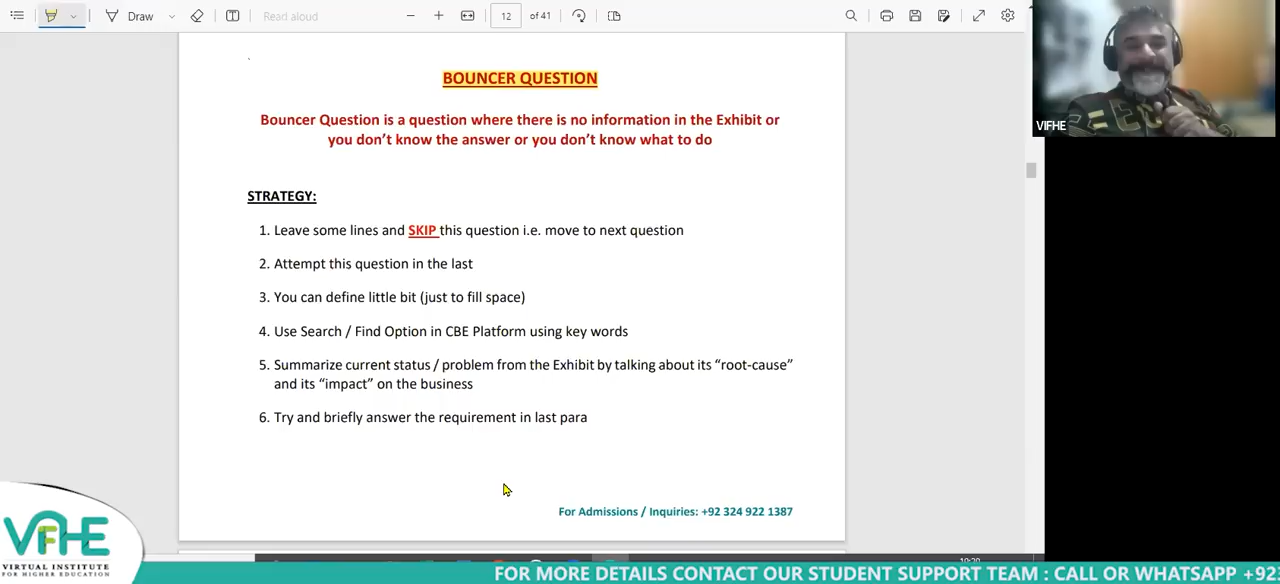 Draw
Read aloud
12
of 41
BOUNCER QUESTION
Bouncer Question is a question where there is no information in the Exhibit or
you don't know the answer or you don't know what to do
STRATEGY:
1. Leave some lines and SKIP this question i.e. move to next question
2. Attempt this question in the last
3. You can define little bit (just to fill space)
4. Use Search / Find Option in CBE Platform using key words
5. Summarize current status / problem from the Exhibit by talking about its "root-cause"
and its "impact" on the business
6. Try and briefly answer the requirement in last para
For Admissions / Inquiries: +92 324 922 1387
VIFHE
VIFHE
VIRTUAL INSTITUTE
FOR HIGHER EDUCATION
FOR MORE DETAILS CONTACT OUR STUDENT SUPPORT TEAM : CALL OR WHATSAPP +92